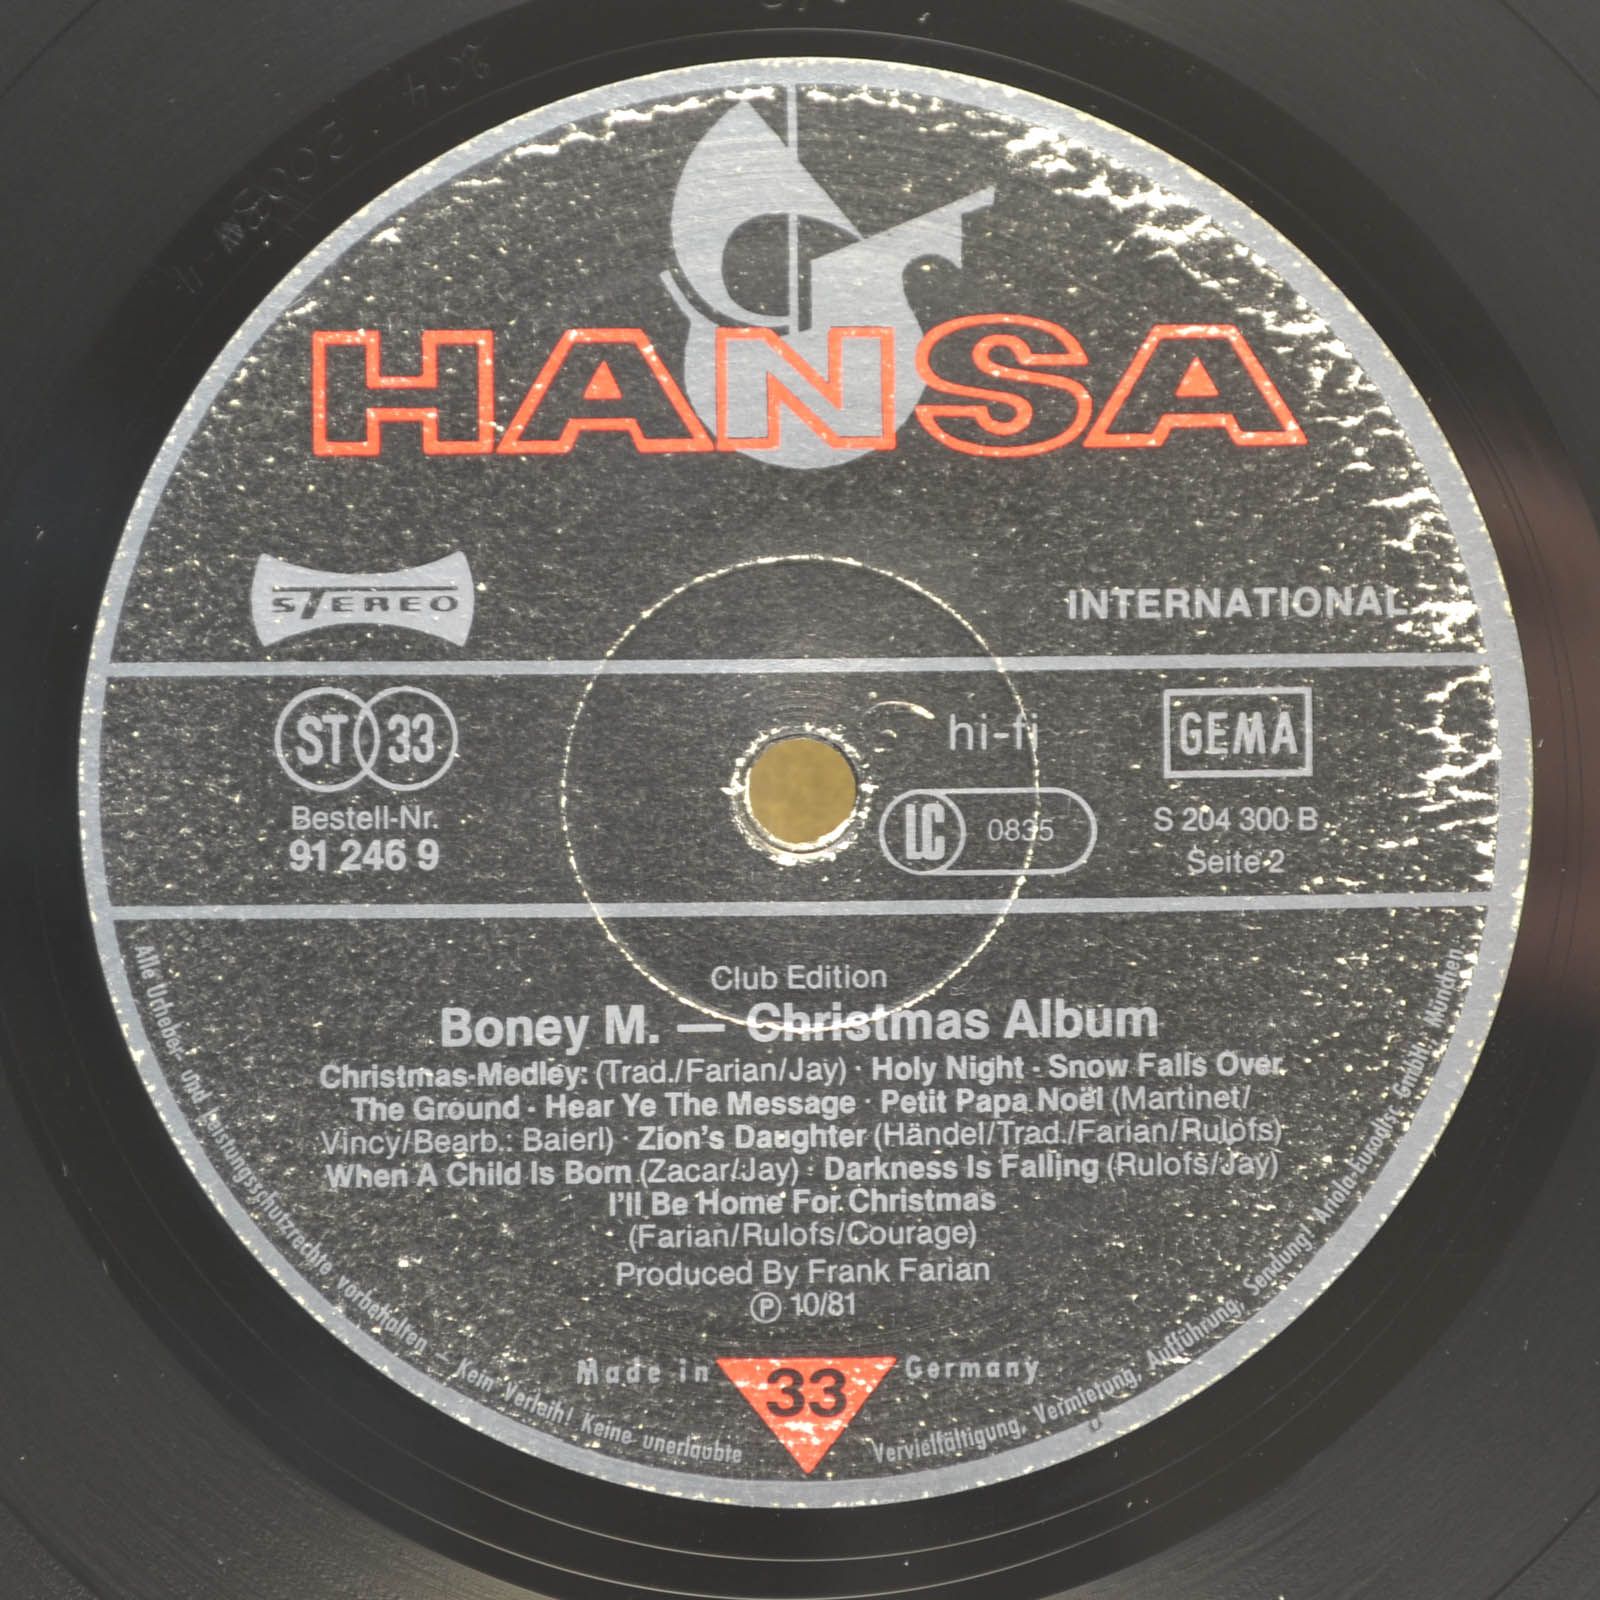 HANSA
STEREO
INTERNATIONAL
ST 33
hi-fi
GEMA
Bestell-Nr.
91 246 9
LC 0835
S 204 300 B
Seite 2
Club Edition
Boney M. — Christmas Album
Christmas-Medley: (Trad./Farian/Jay) · Holy Night · Snow Falls Over
The Ground · Hear Ye The Message · Petit Papa Noël (Martinet/
Vincy/Bearb.: Baierl) · Zion's Daughter (Händel/Trad./Farian/Rulofs)
When A Child Is Born (Zacar/Jay) · Darkness Is Falling (Rulofs/Jay)
I'll Be Home For Christmas
(Farian/Rulofs/Courage)
Produced By Frank Farian
Ⓟ 10/81
Made in 33 Germany
Alle Urheber- und Leistungsschutzrechte vorbehalten – Kein Verleih! Keine unerlaubte Vervielfältigung, Vermietung, Aufführung, Sendung! Ariola-Eurodisc GmbH, München